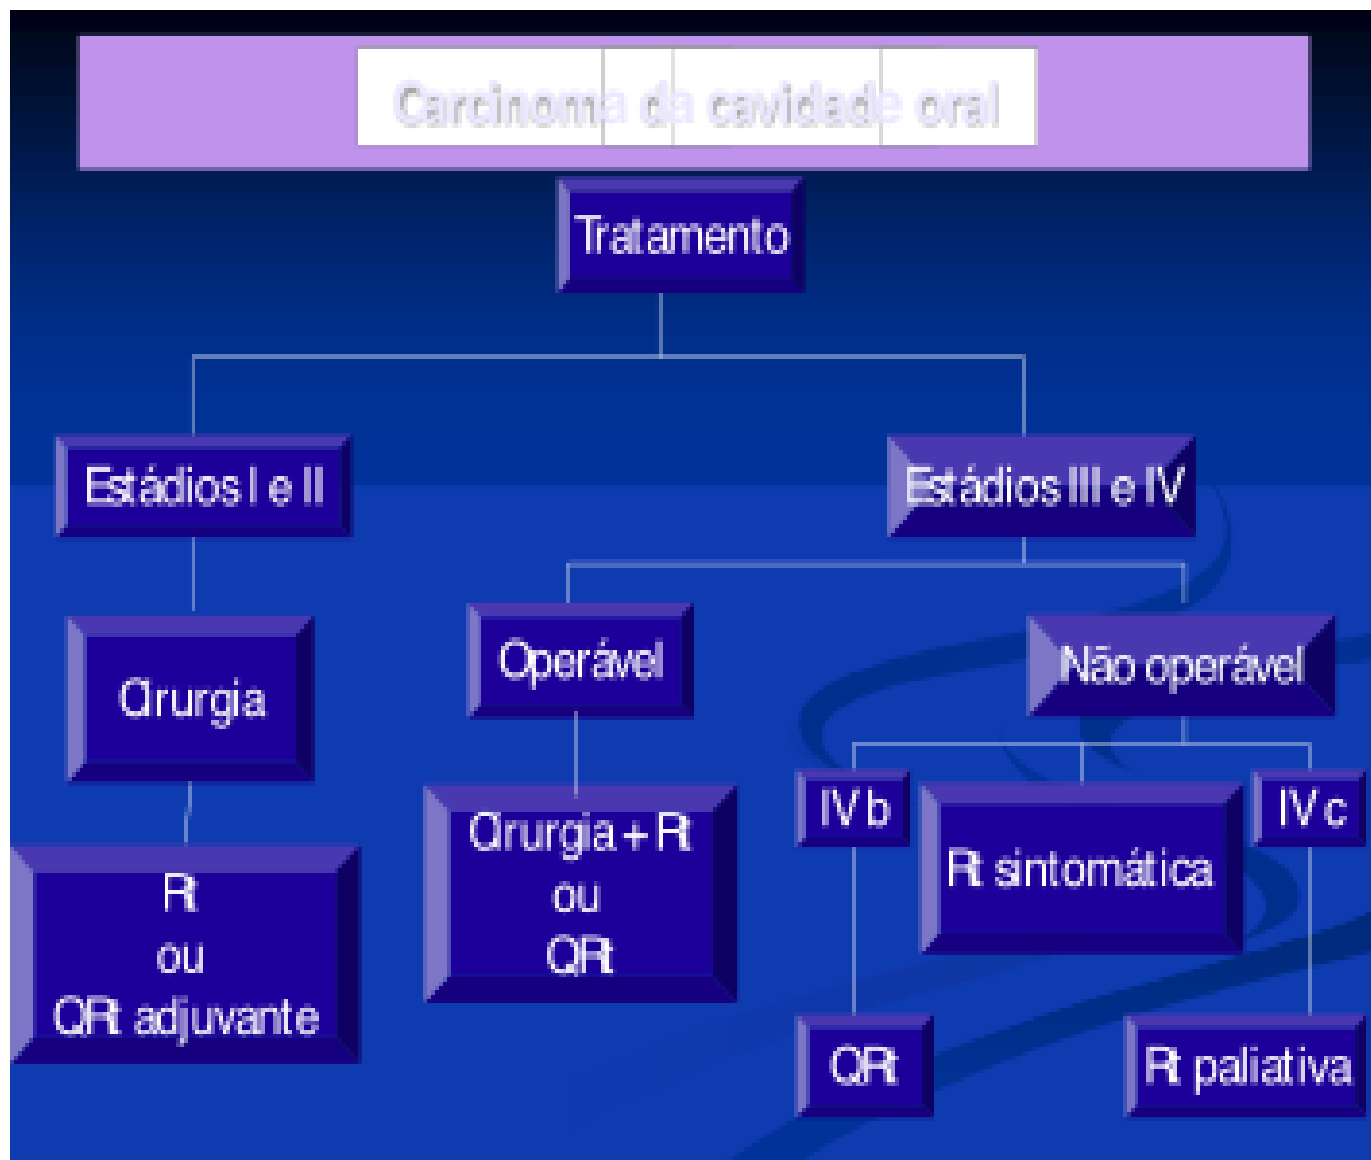 Carcinoma da cavidade oral
Tratamento
Estádios I e II
Estádios III e IV
Cirurgia
Operável
Não operável
Rt
ou
QRt adjuvante
Cirurgia + Rt
ou
QRt
IV b
Rt sintomática
IV c
QRt
Rt paliativa